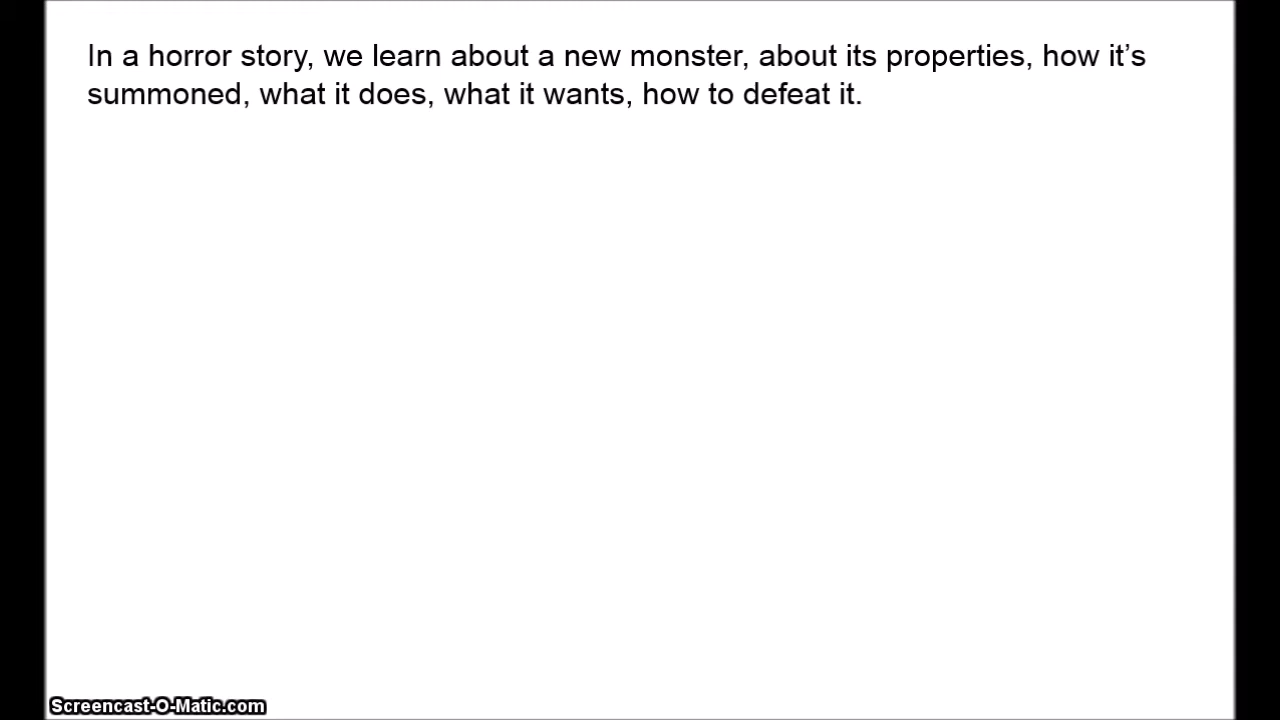 In a horror story, we learn about a new monster, about its properties, how it’s
summoned, what it does, what it wants, how to defeat it.
Screencast-O-Matic.com